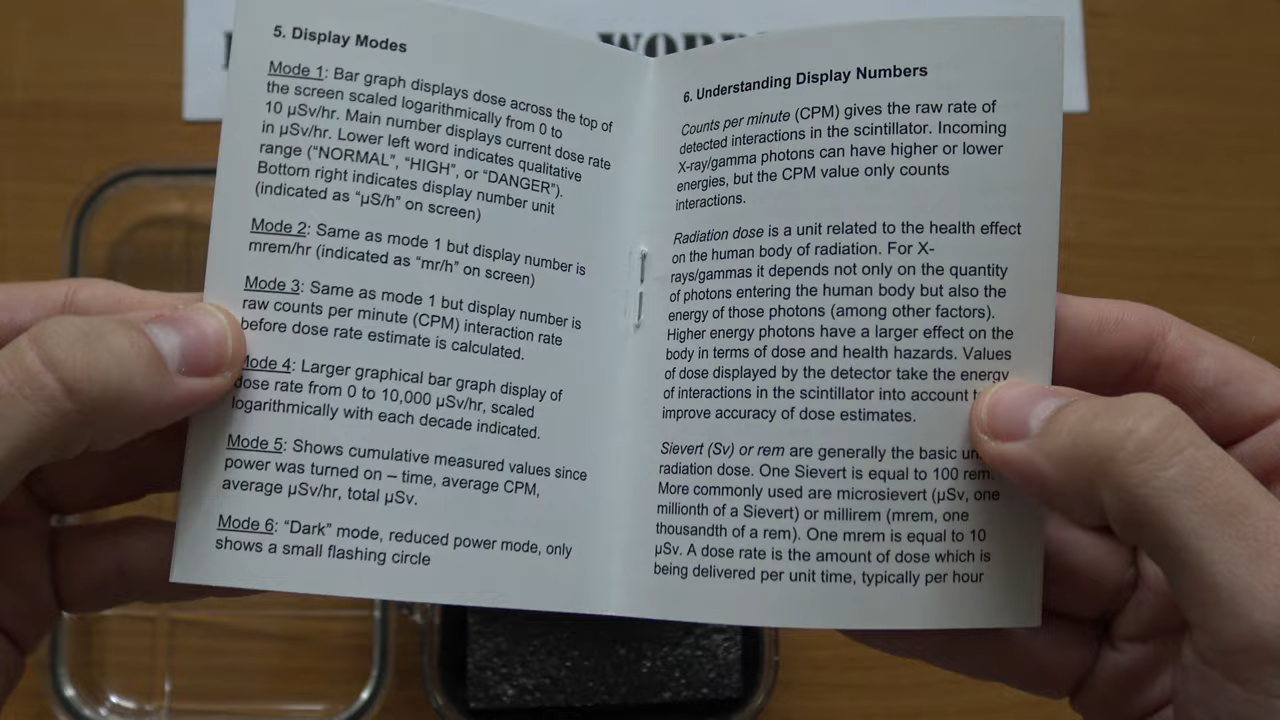 5. Display Modes
Mode 1: Bar graph displays dose across the top of
the screen scaled logarithmically from 0 to
10 µSv/hr. Main number displays current dose rate
in µSv/hr. Lower left word indicates qualitative
range (“NORMAL”, “HIGH”, or “DANGER”).
Bottom right indicates display number unit
(indicated as “µS/h” on screen)
Mode 2: Same as mode 1 but display number is
mrem/hr (indicated as “mr/h” on screen)
Mode 3: Same as mode 1 but display number is
raw counts per minute (CPM) interaction rate
before dose rate estimate is calculated.
Mode 4: Larger graphical bar graph display of
dose rate from 0 to 10,000 µSv/hr, scaled
logarithmically with each decade indicated.
Mode 5: Shows cumulative measured values since
power was turned on – time, average CPM,
average µSv/hr, total µSv.
Mode 6: “Dark” mode, reduced power mode, only
shows a small flashing circle
6. Understanding Display Numbers
Counts per minute (CPM) gives the raw rate of
detected interactions in the scintillator. Incoming
X-ray/gamma photons can have higher or lower
energies, but the CPM value only counts
interactions.
Radiation dose is a unit related to the health effect
on the human body of radiation. For X-
rays/gammas it depends not only on the quantity
of photons entering the human body but also the
energy of those photons (among other factors).
Higher energy photons have a larger effect on the
body in terms of dose and health hazards. Values
of dose displayed by the detector take the energy
of interactions in the scintillator into account
improve accuracy of dose estimates.
Sievert (Sv) or rem are generally the basic
radiation dose. One Sievert is equal to 100 rem.
More commonly used are microsievert (µSv, one
millionth of a Sievert) or millirem (mrem, one
thousandth of a rem). One mrem is equal to 10
µSv. A dose rate is the amount of dose which is
being delivered per unit time, typically per hour